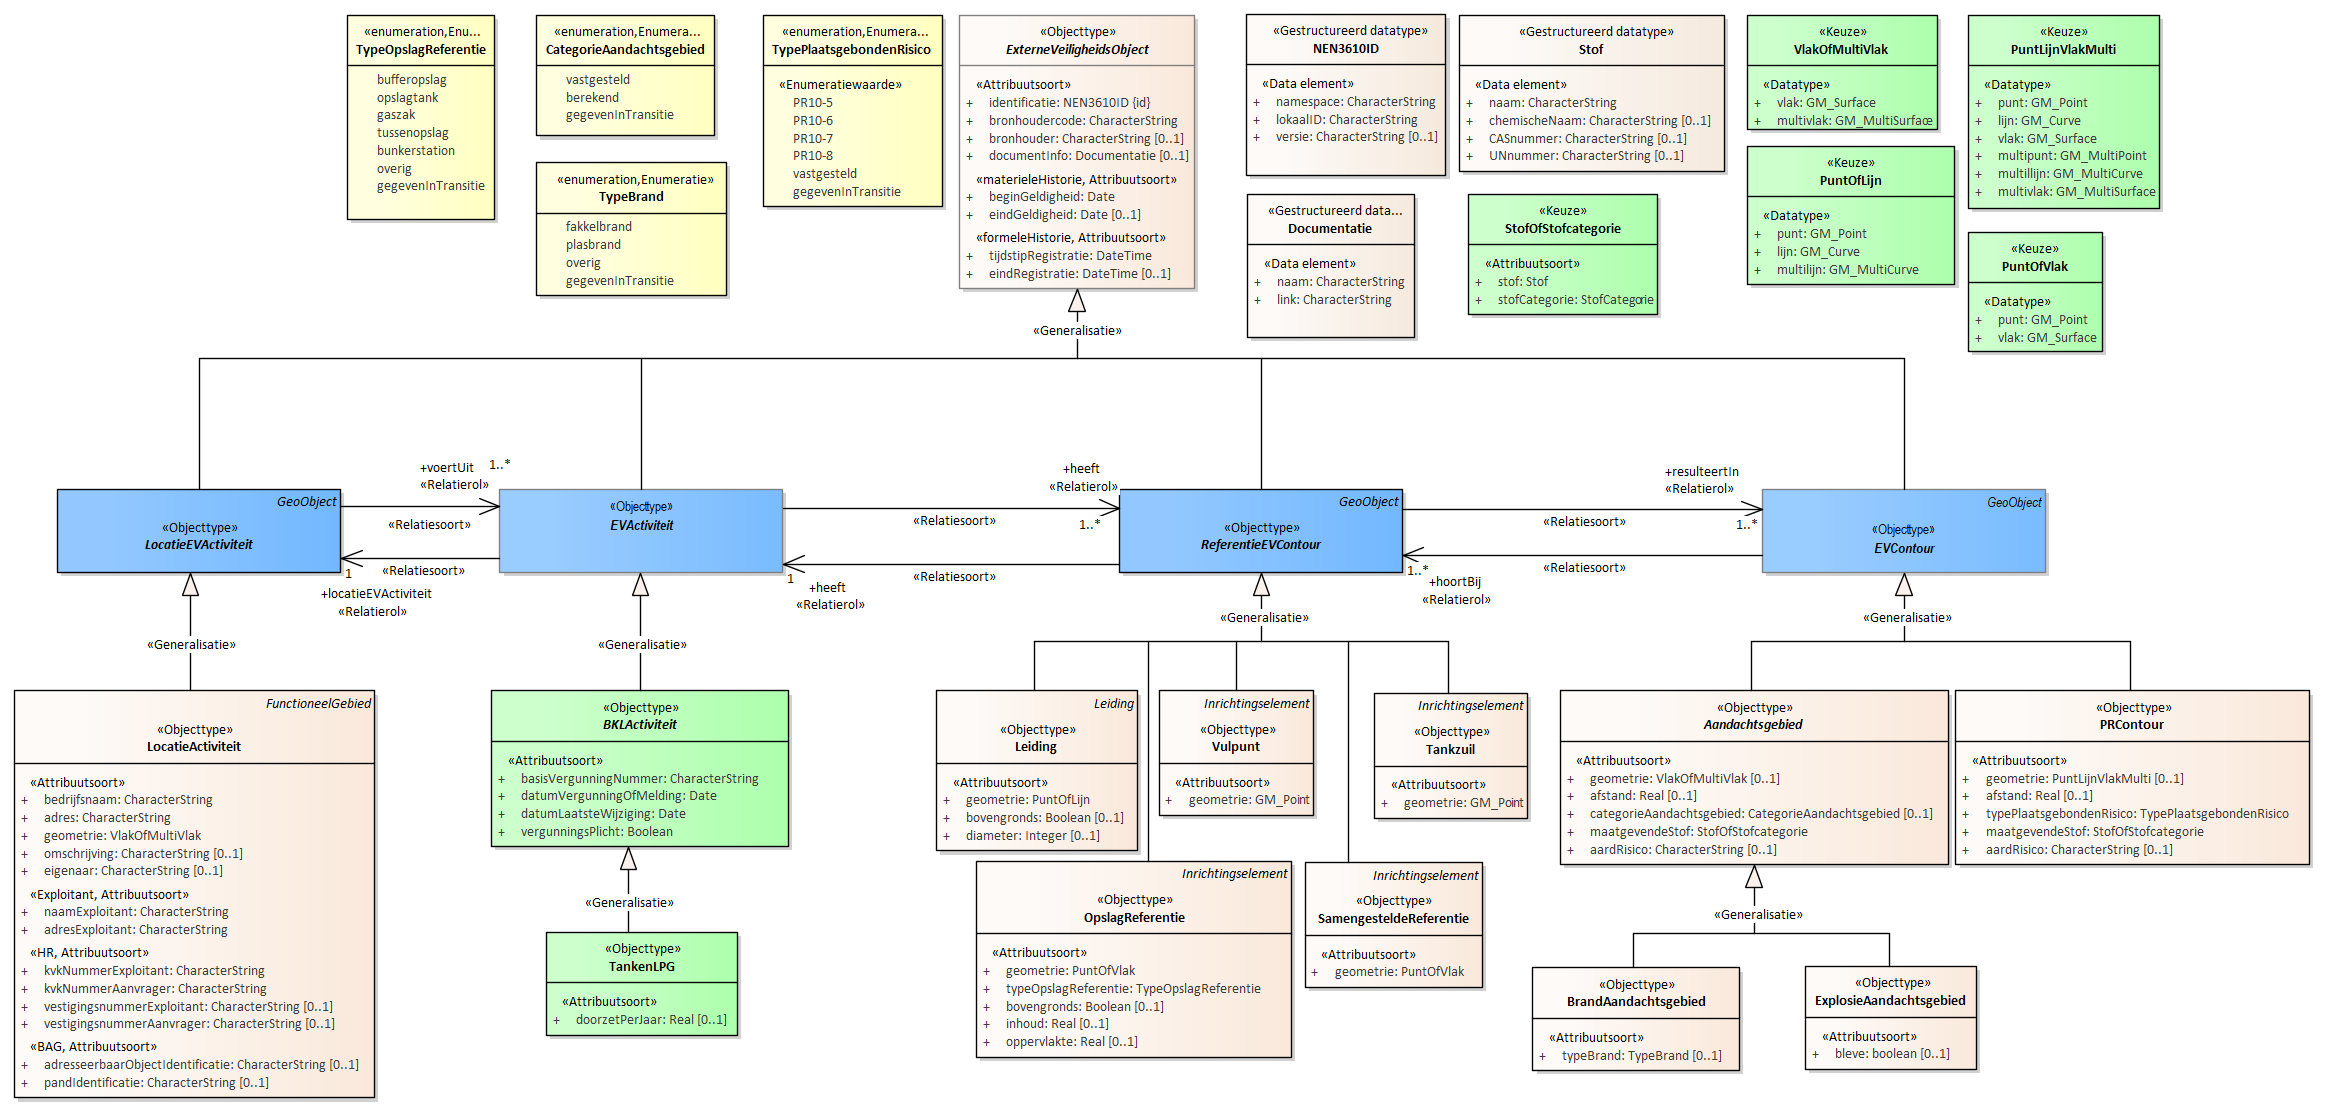 «enumeration,Enu...
TypeOpslagReferentie
bufferopslag
opslagtank
gaszak
tussenopslag
bunkerstation
overig
gegevenInTransitie
«enumeration,Enumera...
CategorieAandachtsgebied
vastgesteld
berekend
gegevenInTransitie
«enumeration,Enumeratie»
TypeBrand
fakkelbrand
plasbrand
overig
gegevenInTransitie
«enumeration,Enumera...
TypePlaatsgebondenRisico
«Enumeratiewaarde»
PR10-5
PR10-6
PR10-7
PR10-8
vastgesteld
gegevenInTransitie
«Objecttype»
ExterneVeiligheidsObject
«Attribuutsoort»
+ identificatie: NEN3610ID {id}
+ bronhoudercode: CharacterString
+ bronhouder: CharacterString [0..1]
+ documentInfo: Documentatie [0..1]
«materieleHistorie, Attribuutsoort»
+ beginGeldigheid: Date
+ eindGeldigheid: Date [0..1]
«formeleHistorie, Attribuutsoort»
+ tijdstipRegistratie: DateTime
+ eindRegistratie: DateTime [0..1]
«Gestructureerd datatype»
NEN3610ID
«Data element»
+ namespace: CharacterString
+ lokaalID: CharacterString
+ versie: CharacterString [0..1]
«Gestructureerd data...
Documentatie
«Data element»
+ naam: CharacterString
+ link: CharacterString
«Gestructureerd datatype»
Stof
«Data element»
+ naam: CharacterString
+ chemischeNaam: CharacterString [0..1]
+ CASnummer: CharacterString [0..1]
+ UNnummer: CharacterString [0..1]
«Keuze»
StofOfStofcategorie
«Attribuutsoort»
+ stof: Stof
+ stofCategorie: StofCategorie
«Keuze»
VlakOfMultiVlak
«Datatype»
+ vlak: GM_Surface
+ multivlak: GM_MultiSurface
«Keuze»
PuntOfLijn
«Datatype»
+ punt: GM_Point
+ lijn: GM_Curve
+ multilijn: GM_MultiCurve
«Keuze»
PuntLijnVlakMulti
«Datatype»
+ punt: GM_Point
+ lijn: GM_Curve
+ vlak: GM_Surface
+ multipunt: GM_MultiPoint
+ multillijn: GM_MultiCurve
+ multivlak: GM_MultiSurface
«Keuze»
PuntOfVlak
«Datatype»
+ punt: GM_Point
+ vlak: GM_Surface
«Generalisatie»
GeoObject
«Objecttype»
LocatieEVActiviteit
+voertUit
1..*
«Relatierol»
«Relatiesoort»
«Relatiesoort»
1
+locatieEVActiviteit
«Relatierol»
«Objecttype»
EVActiviteit
+heeft
«Relatierol»
«Relatiesoort»
1..*
«Relatiesoort»
1
+heeft
«Relatierol»
GeoObject
«Objecttype»
ReferentieEVContour
+resulteertIn
«Relatierol»
«Relatiesoort»
1..*
«Relatiesoort»
1..*
+hoortBij
«Relatierol»
GeoObject
«Objecttype»
EVContour
«Generalisatie»
«Generalisatie»
«Generalisatie»
«Generalisatie»
FunctioneelGebied
«Objecttype»
LocatieActiviteit
«Attribuutsoort»
+ bedrijfsnaam: CharacterString
+ adres: CharacterString
+ geometrie: VlakOfMultiVlak
+ omschrijving: CharacterString [0..1]
+ eigenaar: CharacterString [0..1]
«Exploitant, Attribuutsoort»
+ naamExploitant: CharacterString
+ adresExploitant: CharacterString
«HR, Attribuutsoort»
+ kvkNummerExploitant: CharacterString
+ kvkNummerAanvrager: CharacterString
+ vestigingsnummerExploitant: CharacterString [0..1]
+ vestigingsnummerAanvrager: CharacterString [0..1]
«BAG, Attribuutsoort»
+ adresseerbaarObjectIdentificatie: CharacterString [0..1]
+ pandIdentificatie: CharacterString [0..1]
«Objecttype»
BKLActiviteit
«Attribuutsoort»
+ basisVergunningNummer: CharacterString
+ datumVergunningOfMelding: Date
+ datumLaatsteWijziging: Date
+ vergunningsPlicht: Boolean
«Generalisatie»
«Objecttype»
TankenLPG
«Attribuutsoort»
+ doorzetPerJaar: Real [0..1]
Leiding
«Objecttype»
Leiding
«Attribuutsoort»
+ geometrie: PuntOfLijn
+ bovengronds: Boolean [0..1]
+ diameter: Integer [0..1]
Inrichtingselement
«Objecttype»
Vulpunt
«Attribuutsoort»
+ geometrie: GM_Point
Inrichtingselement
«Objecttype»
Tankzuil
«Attribuutsoort»
+ geometrie: GM_Point
Inrichtingselement
«Objecttype»
OpslagReferentie
«Attribuutsoort»
+ geometrie: PuntOfVlak
+ typeOpslagReferentie: TypeOpslagReferentie
+ bovengronds: Boolean [0..1]
+ inhoud: Real [0..1]
+ oppervlakte: Real [0..1]
Inrichtingselement
«Objecttype»
SamengesteldeReferentie
«Attribuutsoort»
+ geometrie: PuntOfVlak
«Objecttype»
Aandachtsgebied
«Attribuutsoort»
+ geometrie: VlakOfMultiVlak [0..1]
+ afstand: Real [0..1]
+ categorieAandachtsgebied: CategorieAandachtsgebied [0..1]
+ maatgevendeStof: StofOfStofcategorie
+ aardRisico: CharacterString [0..1]
«Objecttype»
PRContour
«Attribuutsoort»
+ geometrie: PuntLijnVlakMulti [0..1]
+ afstand: Real [0..1]
+ typePlaatsgebondenRisico: TypePlaatsgebondenRisico
+ maatgevendeStof: StofOfStofcategorie
+ aardRisico: CharacterString [0..1]
«Generalisatie»
«Objecttype»
BrandAandachtsgebied
«Attribuutsoort»
+ typeBrand: TypeBrand [0..1]
«Objecttype»
ExplosieAandachtsgebied
«Attribuutsoort»
+ bleve: boolean [0..1]